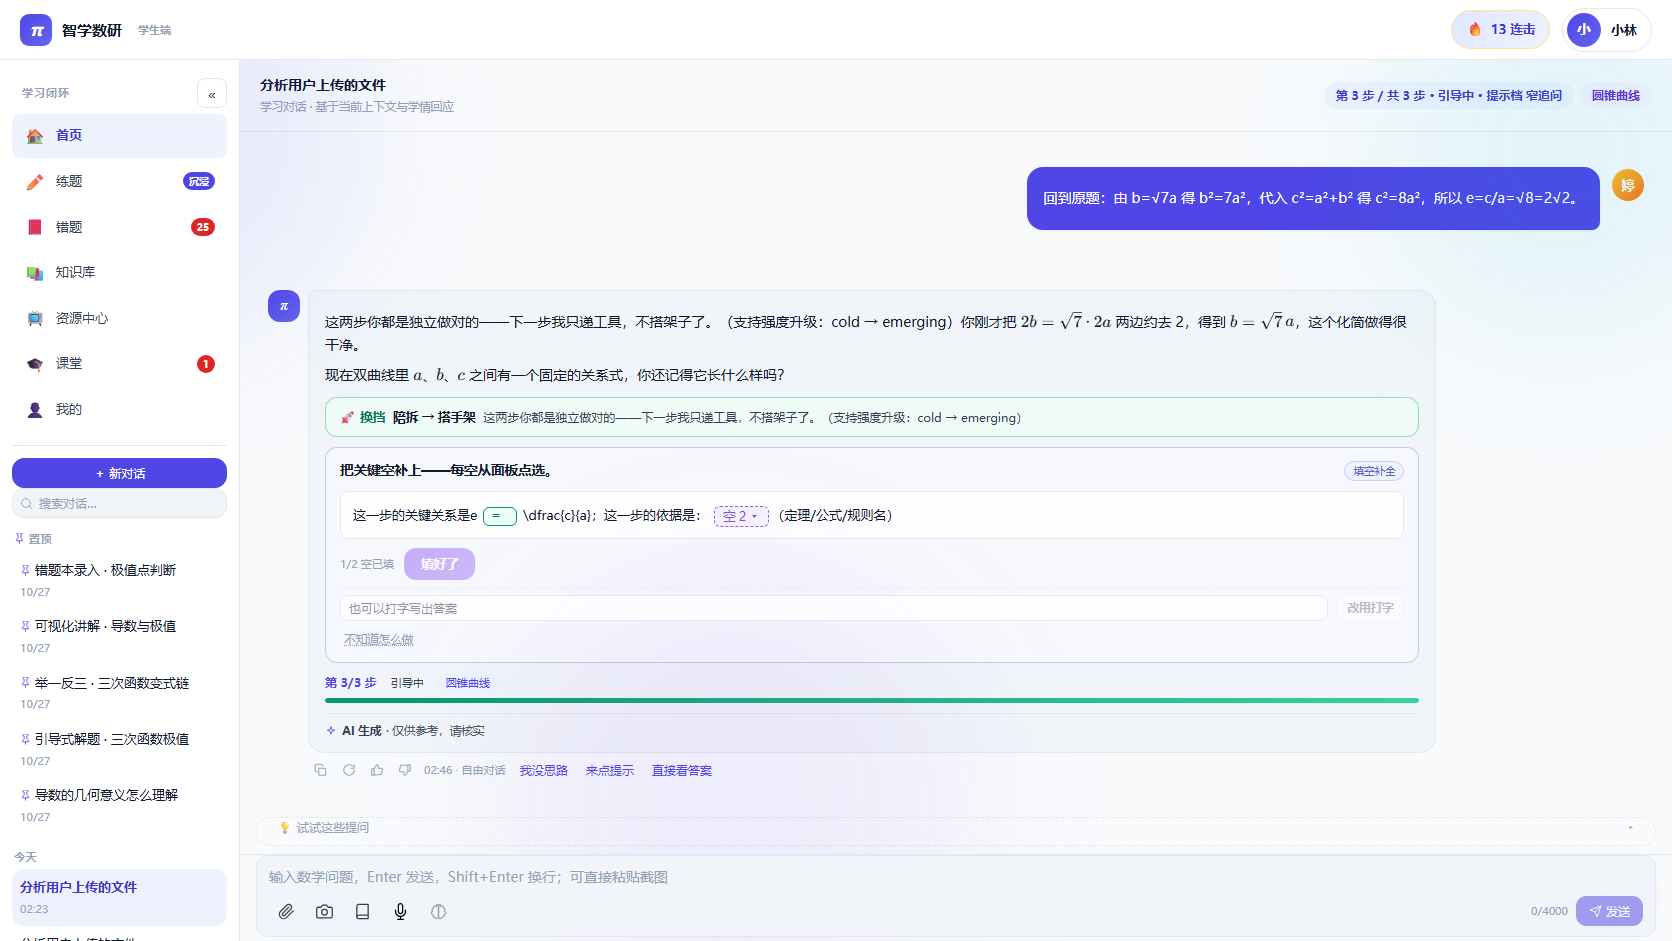 π 智学数研 学生端
13 连击 小 小林
学习闭环 «
首页
练题 沉浸
错题 25
知识库
资源中心
课堂 1
我的
+ 新对话
搜索对话...
置顶
错题本录入 · 极值点判断
10/27
可视化讲解 · 导数与极值
10/27
举一反三 · 三次函数变式链
10/27
引导式解题 · 三次函数极值
10/27
导数的几何意义怎么理解
10/27
今天
分析用户上传的文件
02:23
分析用户上传的文件
分析用户上传的文件
学习对话 · 基于当前上下文与学情回应
第 3 步 / 共 3 步 • 引导中 • 提示档 窄追问 圆锥曲线
回到原题：由 b=√7a 得 b²=7a²，代入 c²=a²+b² 得 c²=8a²，所以 e=c/a=√8=2√2。
婷
π
这两步你都是独立做对的——下一步我只递工具，不搭架子了。（支持强度升级：cold → emerging）你刚才把 2b = √7 · 2a 两边约去 2，得到 b = √7 a，这个化简做得很
干净。
现在双曲线里 a、b、c 之间有一个固定的关系式，你还记得它长什么样吗？
换挡 陪拆 → 搭手架 这两步你都是独立做对的——下一步我只递工具，不搭架子了。（支持强度升级：cold → emerging）
把关键空补上——每空从面板点选。 填空补全
这一步的关键关系是e = \dfrac{c}{a}；这一步的依据是： 空 2 （定理/公式/规则名）
1/2 空已填 填好了
也可以打字写出答案 改用打字
不知道怎么做
第 3/3 步 引导中 圆锥曲线
AI 生成 · 仅供参考，请核实
02:46 · 自由对话 我没思路 来点提示 直接看答案
试试这些提问
输入数学问题，Enter 发送，Shift+Enter 换行；可直接粘贴截图
0/4000 发送